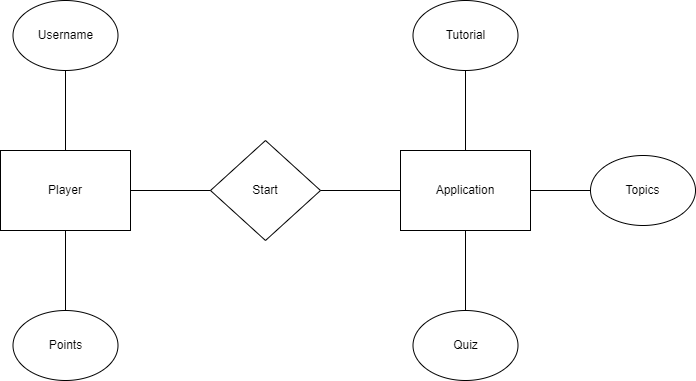 Username
Tutorial
Player
Start
Application
Topics
Points
Quiz